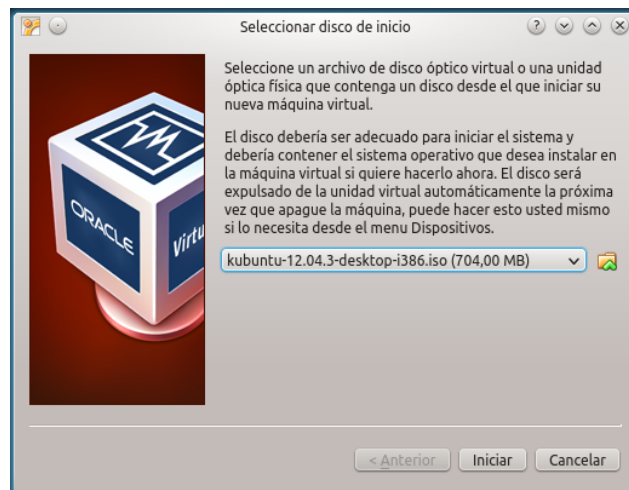 Seleccionar disco de inicio
Seleccione un archivo de disco óptico virtual o una unidad
óptica física que contenga un disco desde el que iniciar su
nueva máquina virtual.
El disco debería ser adecuado para iniciar el sistema y
debería contener el sistema operativo que desea instalar en
la máquina virtual si quiere hacerlo ahora. El disco será
expulsado de la unidad virtual automáticamente la próxima
vez que apague la máquina, puede hacer esto usted mismo
si lo necesita desde el menu Dispositivos.
ORACLE
Virtu
kubuntu-12.04.3-desktop-i386.iso (704,00 MB)
< Anterior
Iniciar
Cancelar